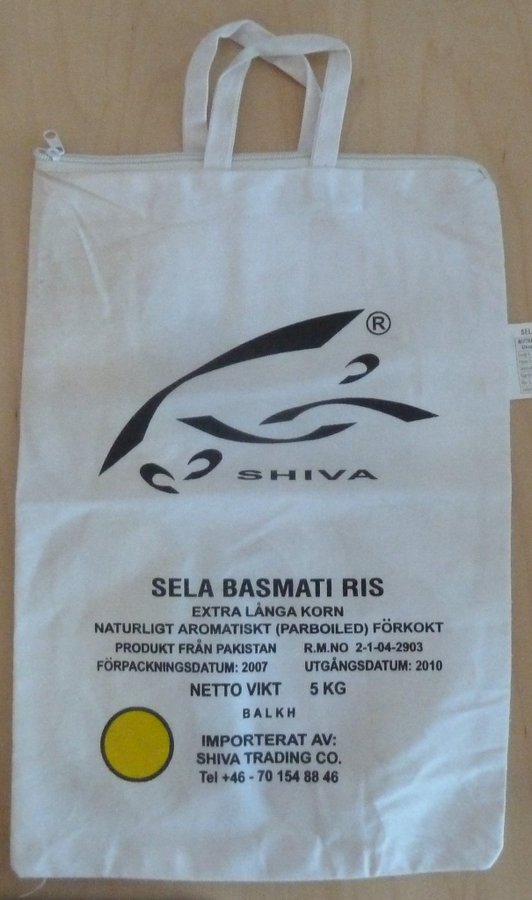 ®
SHIVA
SELA BASMATI RIS
EXTRA LÅNGA KORN
NATURLIGT AROMATISKT (PARBOILED) FÖRKOKT
PRODUKT FRÅN PAKISTAN R.M.NO 2-1-04-2903
FÖRPACKNINGSDATUM: 2007 UTGÅNGSDATUM: 2010
NETTO VIKT 5 KG
BALKH
IMPORTERAT AV:
SHIVA TRADING CO.
Tel +46 - 70 154 88 46
SELA